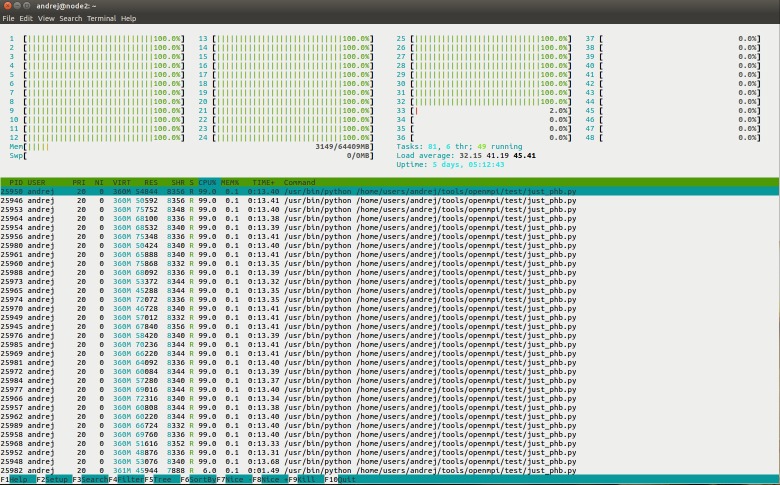 andrej@node2: ~
File Edit View Search Terminal Help
1 [||||||||||||||||||||||||||||100.0%] 13 [||||||||||||||||||||||||||||100.0%] 25 [||||||||||||||||||||||||||||100.0%] 37 [ 0.0%]
2 [||||||||||||||||||||||||||||100.0%] 14 [||||||||||||||||||||||||||||100.0%] 26 [||||||||||||||||||||||||||||100.0%] 38 [ 0.0%]
3 [||||||||||||||||||||||||||||100.0%] 15 [||||||||||||||||||||||||||||100.0%] 27 [||||||||||||||||||||||||||||100.0%] 39 [ 0.0%]
4 [||||||||||||||||||||||||||||100.0%] 16 [||||||||||||||||||||||||||||100.0%] 28 [||||||||||||||||||||||||||||100.0%] 40 [ 0.0%]
5 [||||||||||||||||||||||||||||100.0%] 17 [||||||||||||||||||||||||||||100.0%] 29 [||||||||||||||||||||||||||||100.0%] 41 [ 0.0%]
6 [||||||||||||||||||||||||||||100.0%] 18 [||||||||||||||||||||||||||||100.0%] 30 [||||||||||||||||||||||||||||100.0%] 42 [ 0.0%]
7 [||||||||||||||||||||||||||||100.0%] 19 [||||||||||||||||||||||||||||100.0%] 31 [||||||||||||||||||||||||||||100.0%] 43 [ 0.0%]
8 [||||||||||||||||||||||||||||100.0%] 20 [||||||||||||||||||||||||||||100.0%] 32 [||||||||||||||||||||||||||||100.0%] 44 [ 0.0%]
9 [||||||||||||||||||||||||||||100.0%] 21 [||||||||||||||||||||||||||||100.0%] 33 [| 2.0%] 45 [ 0.0%]
10 [||||||||||||||||||||||||||||100.0%] 22 [||||||||||||||||||||||||||||100.0%] 34 [ 0.0%] 46 [ 0.0%]
11 [||||||||||||||||||||||||||||100.0%] 23 [||||||||||||||||||||||||||||100.0%] 35 [ 0.0%] 47 [ 0.0%]
12 [||||||||||||||||||||||||||||100.0%] 24 [||||||||||||||||||||||||||||100.0%] 36 [ 0.0%] 48 [ 0.0%]
Mem[||||| 3149/64409MB] Tasks: 81, 6 thr; 49 running
Swp[ 0/0MB] Load average: 32.15 41.19 45.41
Uptime: 5 days, 05:12:43
PID USER PRI NI VIRT RES SHR S CPU% MEM% TIME+ Command
25950 andrej 20 0 360M 54844 8356 R 99.0 0.1 0:13.40 /usr/bin/python /home/users/andrej/tools/openmpi/test/just_phb.py
25946 andrej 20 0 360M 50592 8356 R 99.0 0.1 0:13.41 /usr/bin/python /home/users/andrej/tools/openmpi/test/just_phb.py
25953 andrej 20 0 360M 75752 8348 R 99.0 0.1 0:13.41 /usr/bin/python /home/users/andrej/tools/openmpi/test/just_phb.py
25964 andrej 20 0 360M 68100 8336 R 99.0 0.1 0:13.38 /usr/bin/python /home/users/andrej/tools/openmpi/test/just_phb.py
25954 andrej 20 0 360M 68532 8340 R 99.0 0.1 0:13.39 /usr/bin/python /home/users/andrej/tools/openmpi/test/just_phb.py
25956 andrej 20 0 360M 75348 8336 R 99.0 0.1 0:13.41 /usr/bin/python /home/users/andrej/tools/openmpi/test/just_phb.py
25980 andrej 20 0 360M 50424 8340 R 99.0 0.1 0:13.40 /usr/bin/python /home/users/andrej/tools/openmpi/test/just_phb.py
25961 andrej 20 0 360M 65888 8340 R 99.0 0.1 0:13.41 /usr/bin/python /home/users/andrej/tools/openmpi/test/just_phb.py
25960 andrej 20 0 360M 75868 8332 R 99.0 0.1 0:13.35 /usr/bin/python /home/users/andrej/tools/openmpi/test/just_phb.py
25988 andrej 20 0 360M 68092 8336 R 99.0 0.1 0:13.39 /usr/bin/python /home/users/andrej/tools/openmpi/test/just_phb.py
25973 andrej 20 0 360M 53372 8344 R 99.0 0.1 0:13.32 /usr/bin/python /home/users/andrej/tools/openmpi/test/just_phb.py
25965 andrej 20 0 360M 45288 8344 R 99.0 0.1 0:13.40 /usr/bin/python /home/users/andrej/tools/openmpi/test/just_phb.py
25974 andrej 20 0 360M 72072 8336 R 99.0 0.1 0:13.35 /usr/bin/python /home/users/andrej/tools/openmpi/test/just_phb.py
25970 andrej 20 0 360M 46728 8344 R 99.0 0.1 0:13.40 /usr/bin/python /home/users/andrej/tools/openmpi/test/just_phb.py
25949 andrej 20 0 360M 57012 8332 R 99.0 0.1 0:13.41 /usr/bin/python /home/users/andrej/tools/openmpi/test/just_phb.py
25945 andrej 20 0 360M 67840 8356 R 99.0 0.1 0:13.41 /usr/bin/python /home/users/andrej/tools/openmpi/test/just_phb.py
25976 andrej 20 0 360M 58420 8340 R 99.0 0.1 0:13.39 /usr/bin/python /home/users/andrej/tools/openmpi/test/just_phb.py
25985 andrej 20 0 360M 70236 8344 R 99.0 0.1 0:13.41 /usr/bin/python /home/users/andrej/tools/openmpi/test/just_phb.py
25969 andrej 20 0 360M 66220 8344 R 99.0 0.1 0:13.41 /usr/bin/python /home/users/andrej/tools/openmpi/test/just_phb.py
25981 andrej 20 0 360M 64092 8336 R 99.0 0.1 0:13.40 /usr/bin/python /home/users/andrej/tools/openmpi/test/just_phb.py
25972 andrej 20 0 360M 60084 8344 R 99.0 0.1 0:13.39 /usr/bin/python /home/users/andrej/tools/openmpi/test/just_phb.py
25984 andrej 20 0 360M 57280 8344 R 99.0 0.1 0:13.37 /usr/bin/python /home/users/andrej/tools/openmpi/test/just_phb.py
25977 andrej 20 0 360M 69016 8344 R 99.0 0.1 0:13.40 /usr/bin/python /home/users/andrej/tools/openmpi/test/just_phb.py
25966 andrej 20 0 360M 72316 8340 R 99.0 0.1 0:13.34 /usr/bin/python /home/users/andrej/tools/openmpi/test/just_phb.py
25957 andrej 20 0 360M 60808 8344 R 99.0 0.1 0:13.38 /usr/bin/python /home/users/andrej/tools/openmpi/test/just_phb.py
25962 andrej 20 0 360M 66220 8340 R 99.0 0.1 0:13.40 /usr/bin/python /home/users/andrej/tools/openmpi/test/just_phb.py
25989 andrej 20 0 360M 66724 8332 R 99.0 0.1 0:13.41 /usr/bin/python /home/users/andrej/tools/openmpi/test/just_phb.py
25958 andrej 20 0 360M 69760 8336 R 99.0 0.1 0:13.40 /usr/bin/python /home/users/andrej/tools/openmpi/test/just_phb.py
25968 andrej 20 0 360M 51616 8352 R 99.0 0.1 0:13.33 /usr/bin/python /home/users/andrej/tools/openmpi/test/just_phb.py
25952 andrej 20 0 360M 48876 8336 R 99.0 0.1 0:13.31 /usr/bin/python /home/users/andrej/tools/openmpi/test/just_phb.py
25948 andrej 20 0 360M 53076 8340 R 99.0 0.1 0:13.68 /usr/bin/python /home/users/andrej/tools/openmpi/test/just_phb.py
25982 andrej 20 0 361M 45944 7888 R 6.0 0.1 0:01.49 /usr/bin/python /home/users/andrej/tools/openmpi/test/just_phb.py
F1Help F2Setup F3SearchF4FilterF5Tree F6SortByF7Nice -F8Nice +F9Kill F10Quit